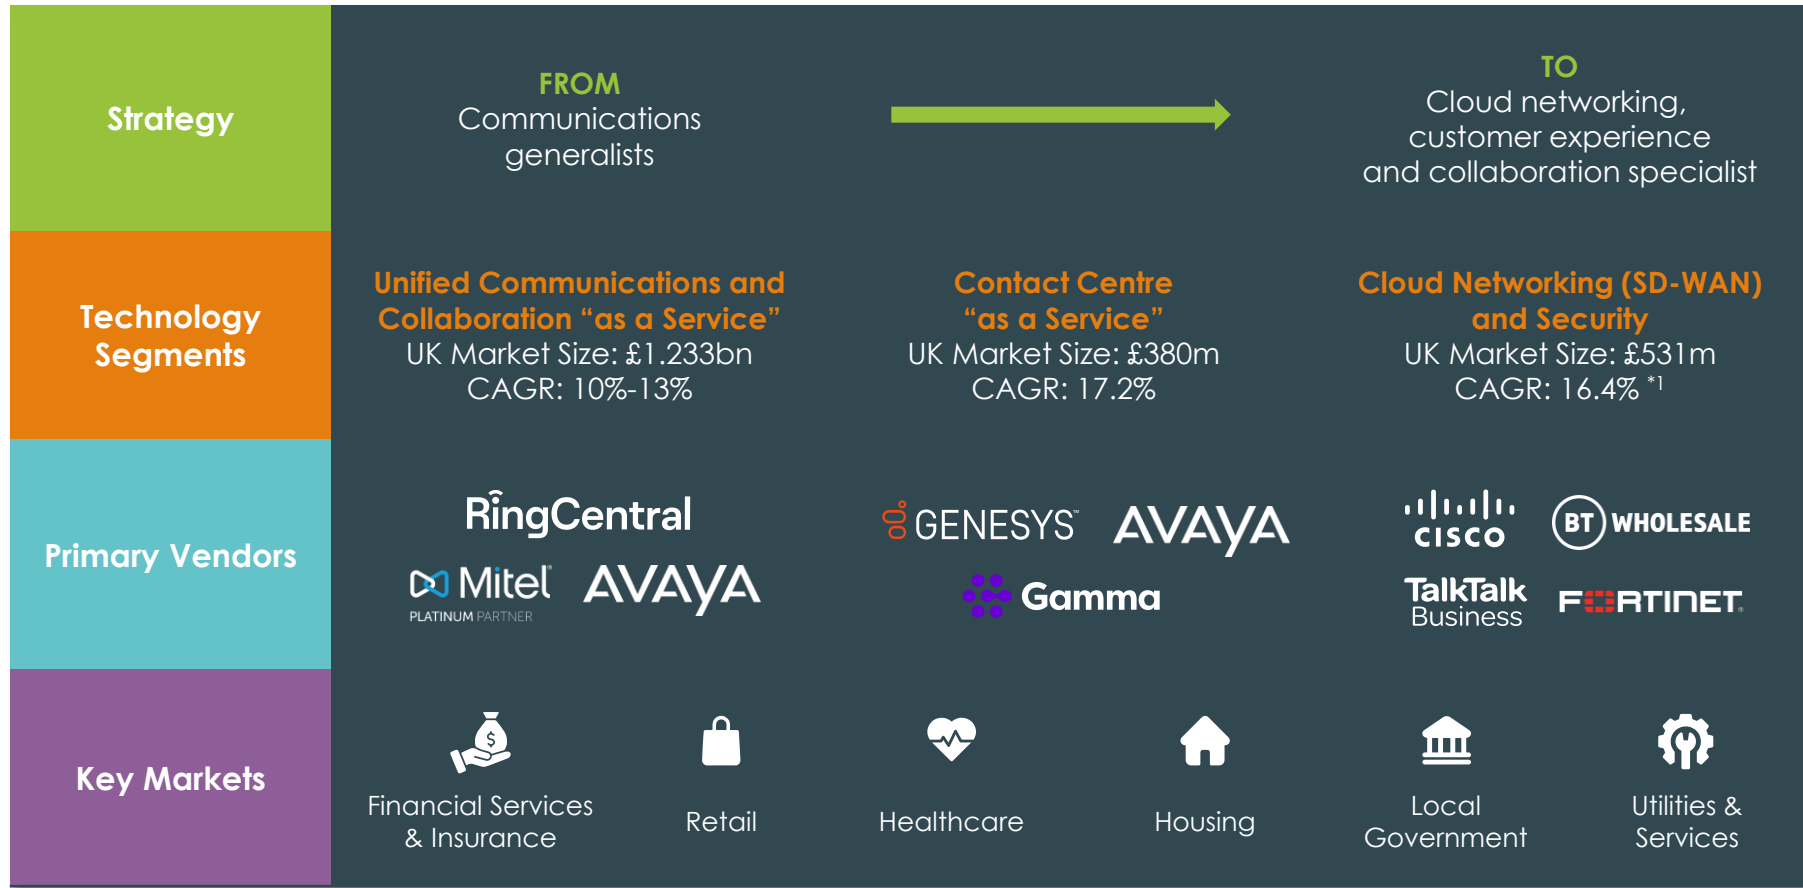 Strategy
FROM
Communications
generalists
TO
Cloud networking,
customer experience
and collaboration specialist
Technology
Segments
Unified Communications and
Collaboration “as a Service”
UK Market Size: £1.233bn
CAGR: 10%-13%
Contact Centre
“as a Service”
UK Market Size: £380m
CAGR: 17.2%
Cloud Networking (SD-WAN)
and Security
UK Market Size: £531m
CAGR: 16.4% *1
Primary Vendors
RingCentral
Mitel
PLATINUM PARTNER
AVAYA
GENESYS™
AVAYA
Gamma
CISCO
BT WHOLESALE
TalkTalk
Business
FORTINET
Key Markets
$
Financial Services
& Insurance
Retail
Healthcare
Housing
Local
Government
Utilities &
Services